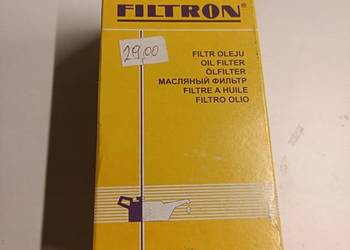 FILTRON®
29,00
FILTR OLEJU
OIL FILTER
ÖLFILTER
МАСЛЯНЫЙ ФИЛЬТР
FILTRE A HUILE
FILTRO OLIO